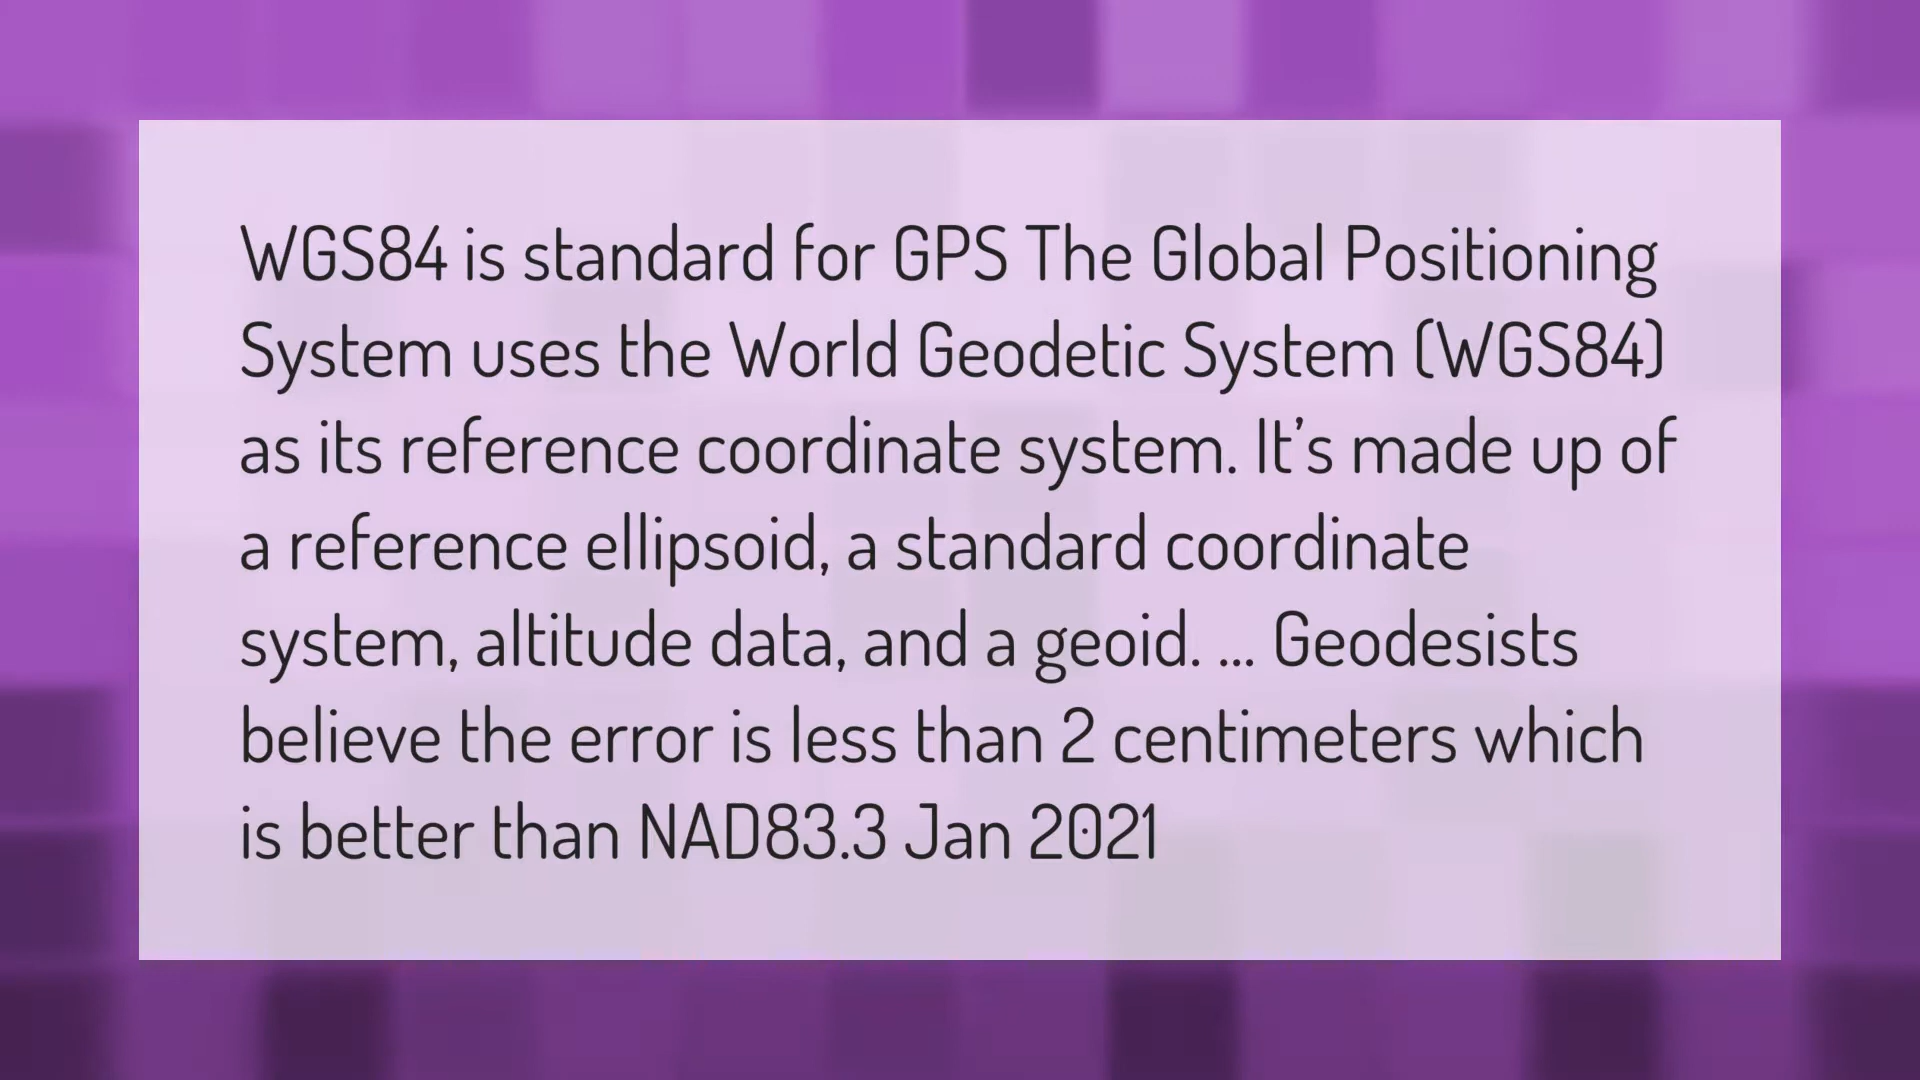 WGS84 is standard for GPS The Global Positioning
System uses the World Geodetic System (WGS84)
as its reference coordinate system. It’s made up of
a reference ellipsoid, a standard coordinate
system, altitude data, and a geoid. ... Geodesists
believe the error is less than 2 centimeters which
is better than NAD83.3 Jan 2021